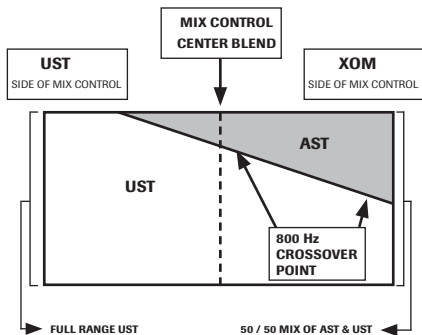 MIX CONTROL
CENTER BLEND
UST
SIDE OF MIX CONTROL
XOM
SIDE OF MIX CONTROL
AST
UST
800 Hz
CROSSOVER
POINT
FULL RANGE UST
50 / 50 MIX OF AST & UST